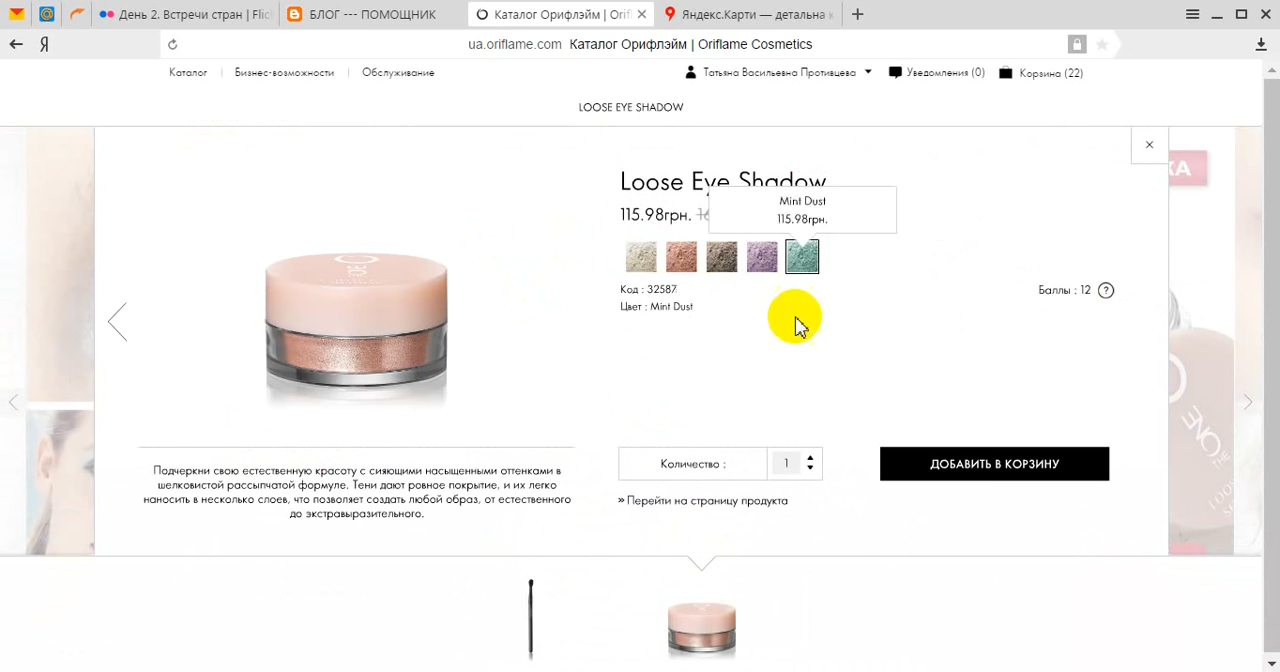 День 2. Встречи стран | Flic
БЛОГ --- ПОМОЩНИК
Каталог Орифлэйм | Orif
Яндекс.Карти — детальна к
Я
ua.oriflame.com Каталог Орифлэйм | Oriflame Cosmetics
Каталог
Бизнес-возможности
Обслуживание
Татьяна Васильевна Противцева
Уведомления (0)
Корзина (22)
LOOSE EYE SHADOW
КА
Loose Eye Shadow
115.98грн.
Mint Dust
115.98грн.
Код : 32587
Цвет : Mint Dust
Баллы : 12
?
Количество :
1
ДОБАВИТЬ В КОРЗИНУ
» Перейти на страницу продукта
Подчеркни свою естественную красоту с сияющими насыщенными оттенками в
шелковистой рассыпчатой формуле. Тени дают ровное покрытие, и их легко
наносить в несколько слоев, что позволяет создать любой образ, от естественного
до экстравыразительного.